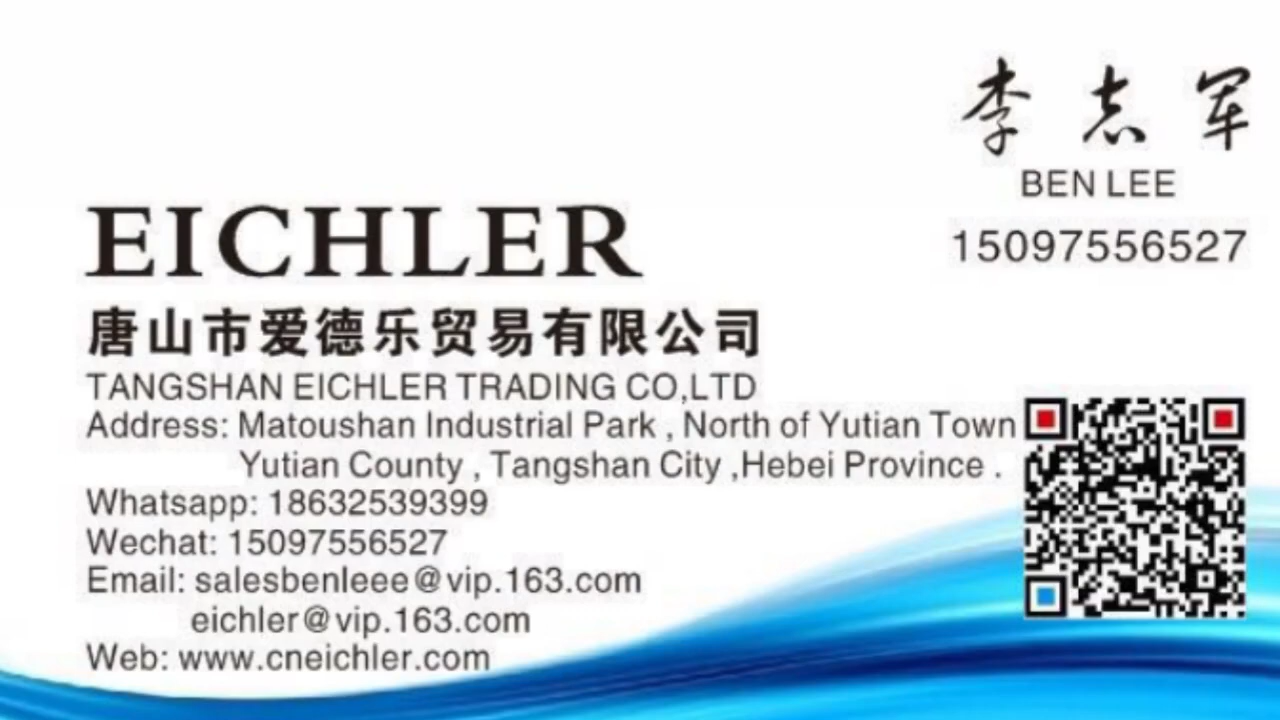 李志军
BEN LEE
15097556527
EICHLER
唐山市爱德乐贸易有限公司
TANGSHAN EICHLER TRADING CO,LTD
Address: Matoushan Industrial Park , North of Yutian Town
Yutian County , Tangshan City ,Hebei Province .
Whatsapp: 18632539399
Wechat: 15097556527
Email: salesbenleee@vip.163.com
eichler@vip.163.com
Web: www.cneichler.com